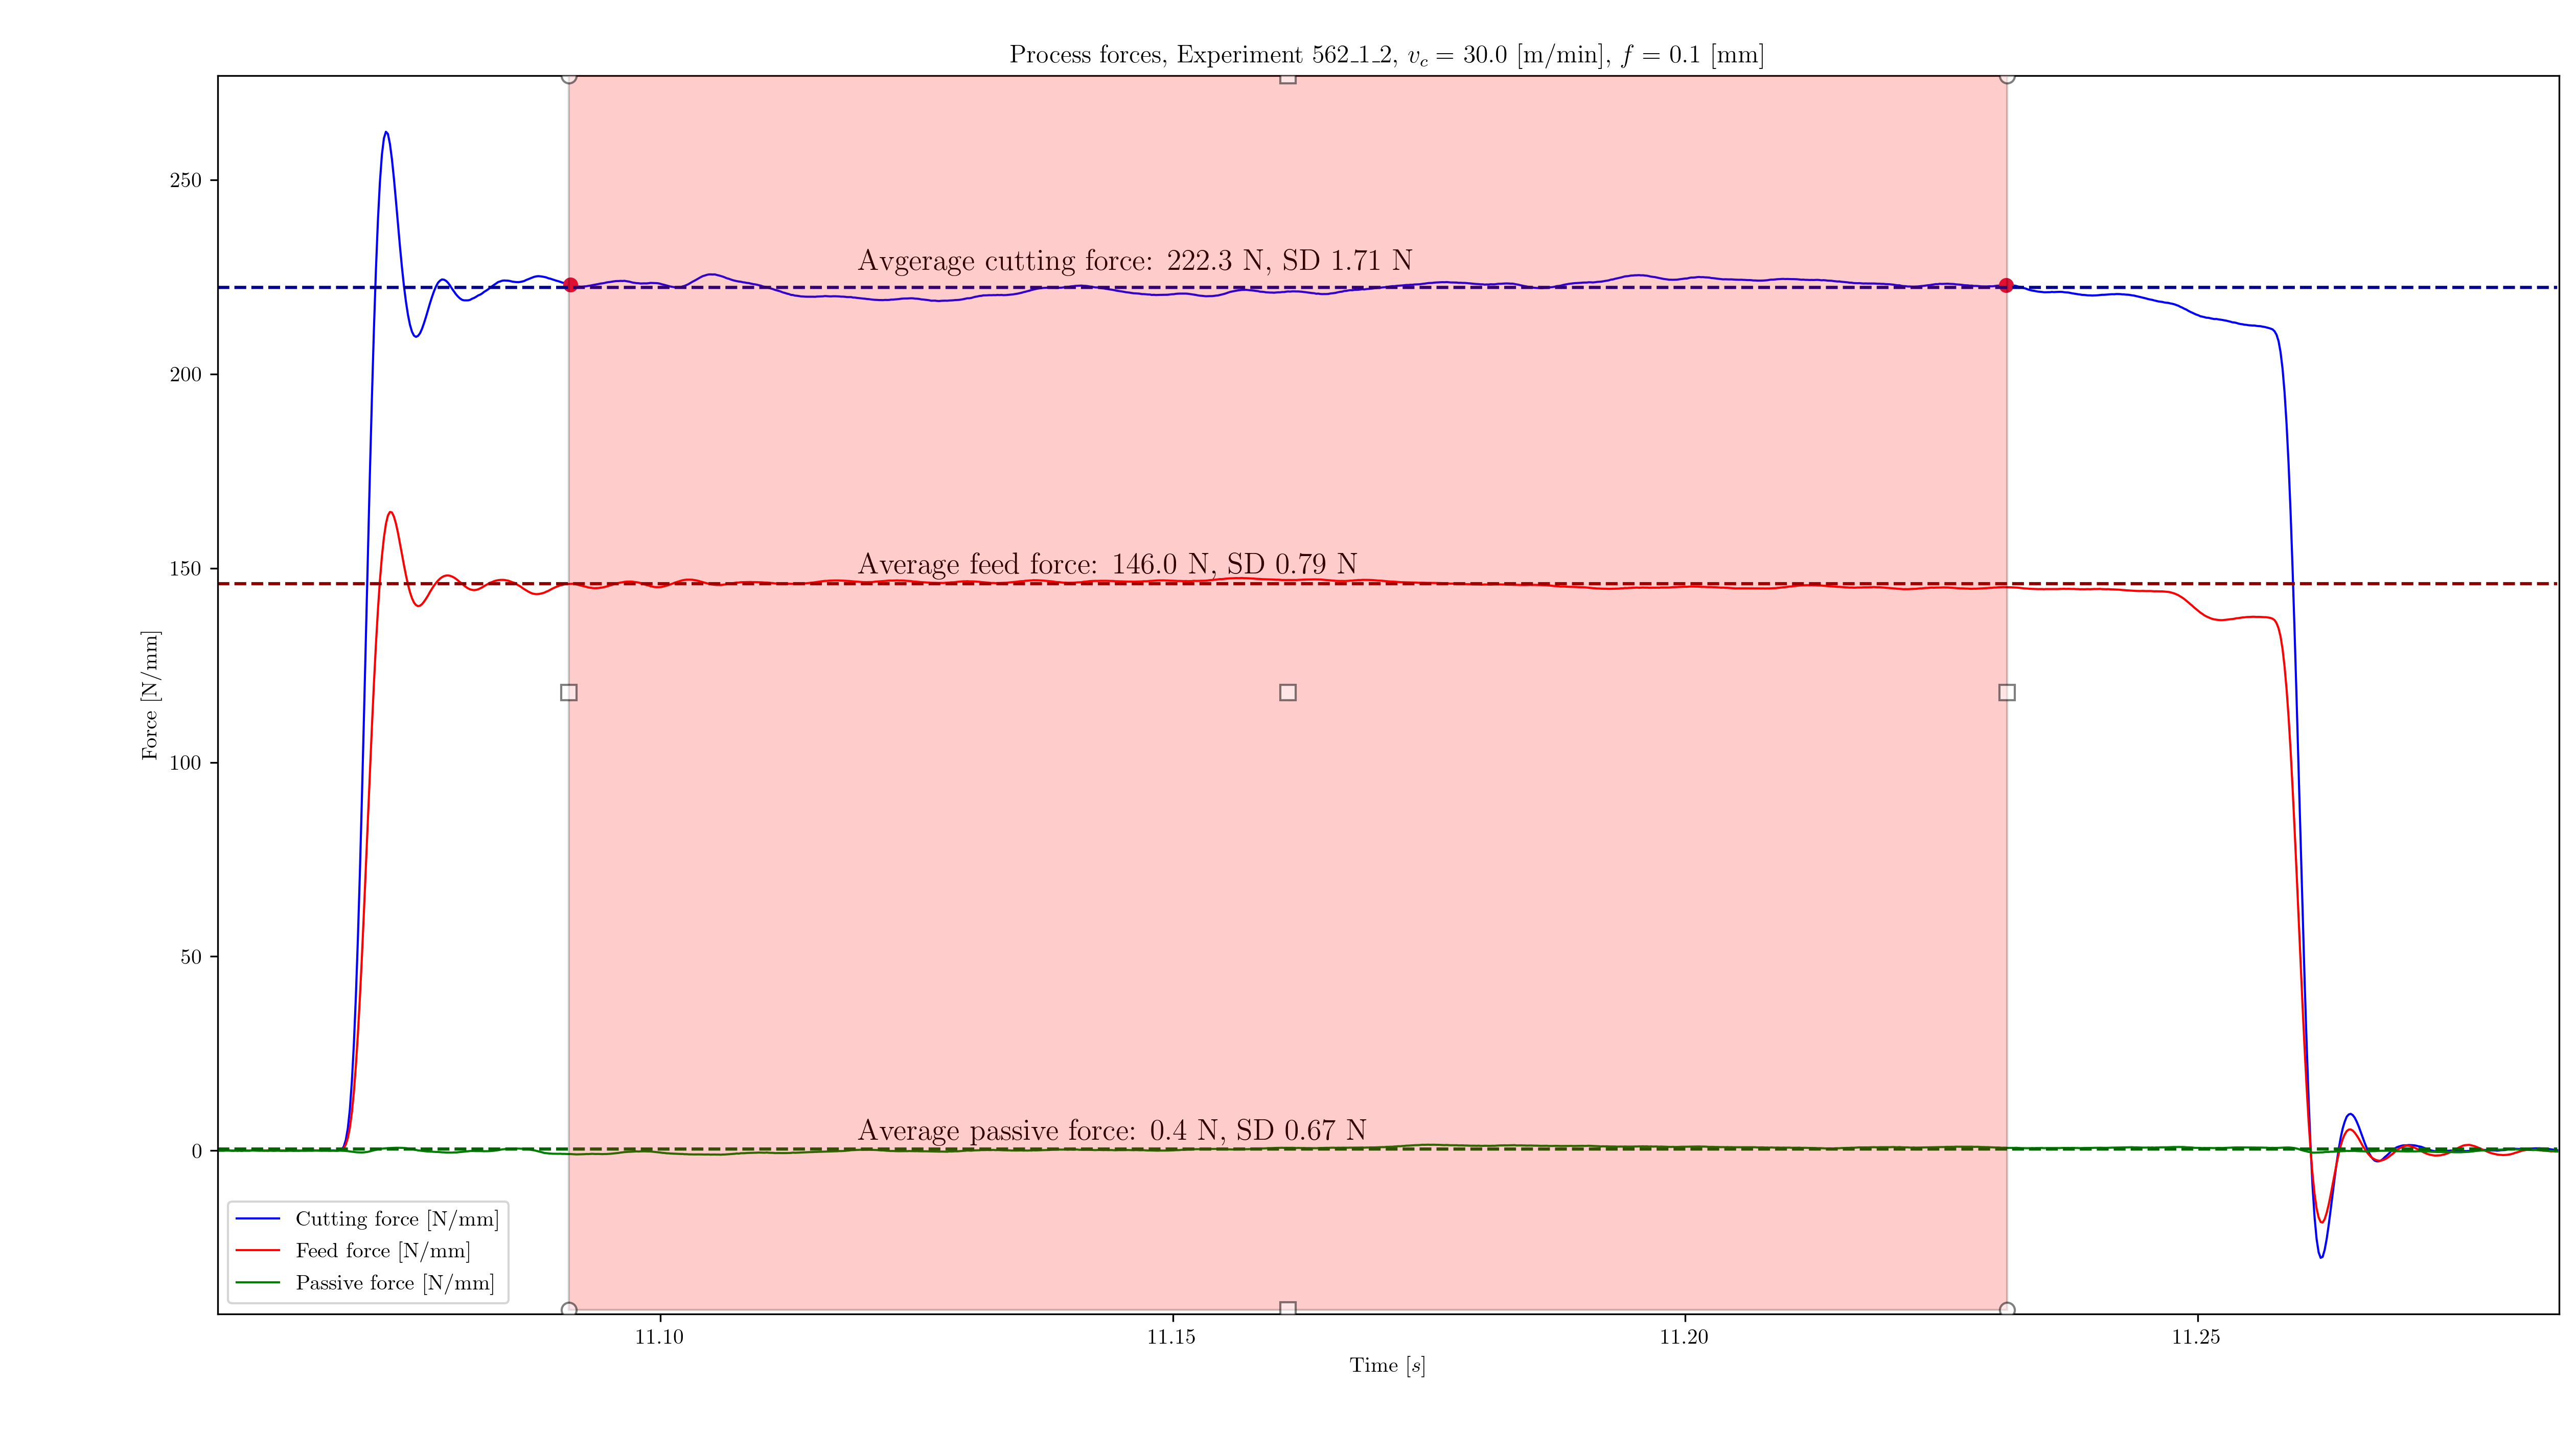 Process forces, Experiment 562_1_2, v_c = 30.0 [m/min], f = 0.1 [mm]
250
Avgerage cutting force: 222.3 N, SD 1.71 N
200
150
Average feed force: 146.0 N, SD 0.79 N
Force [N/mm]
100
50
Average passive force: 0.4 N, SD 0.67 N
0
Cutting force [N/mm]
Feed force [N/mm]
Passive force [N/mm]
11.10
11.15
11.20
11.25
Time [s]